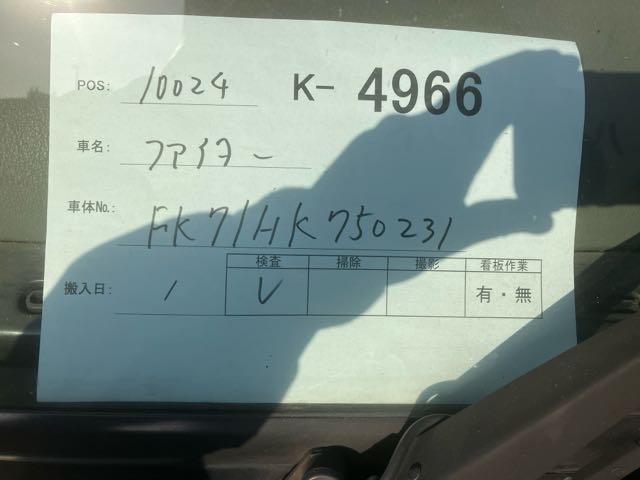 POS: 10024 K- 4966
車名: ファイター
車体No.: FK71HK750231
検査 掃除 撮影 看板作業
搬入日: / レ 有・無